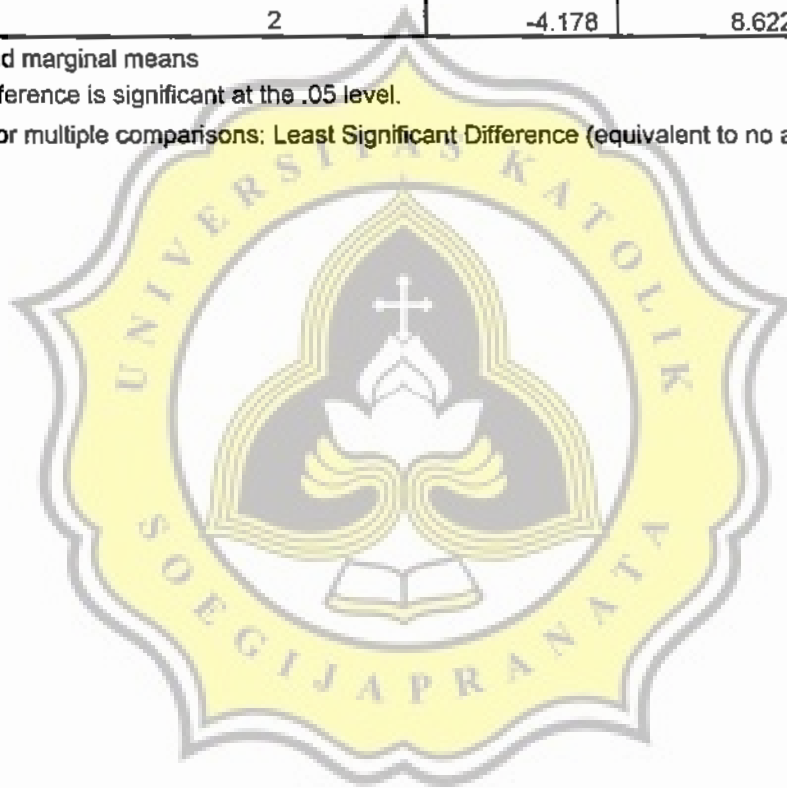 2 -4.178 8.622
d marginal means
ference is significant at the .05 level.
or multiple comparisons: Least Significant Difference (equivalent to no a
UNIVERSITAS KATOLIK
SOEGIJAPRANATA